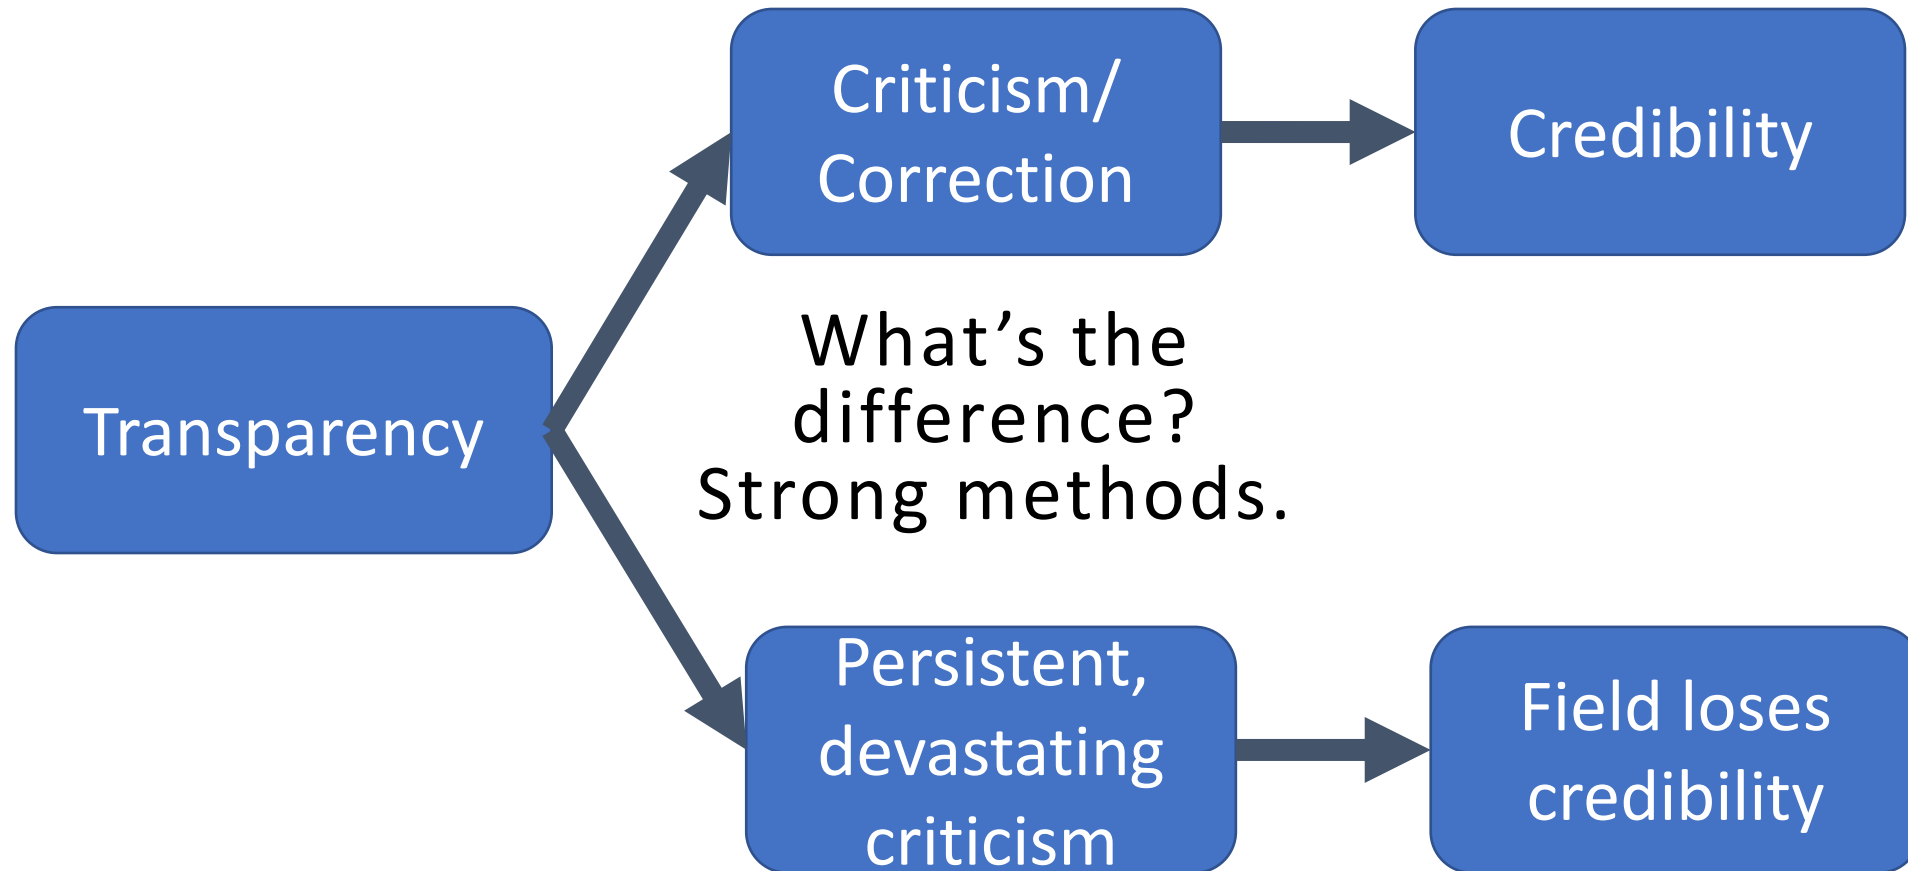 Criticism/
Correction
Credibility
Transparency
What’s the
difference?
Strong methods.
Persistent,
devastating
criticism
Field loses
credibility